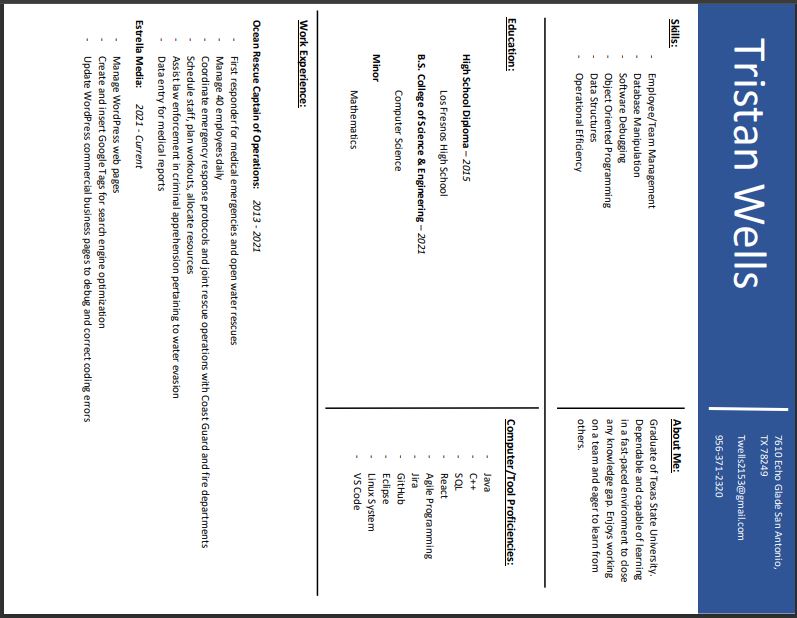 Tristan Wells
7610 Echo Glade San Antonio,
TX 78249
Twells2153@gmail.com
956-371-2320
Skills:
- Employee/Team Management
- Database Manipulation
- Software Debugging
- Object Oriented Programming
- Data Structures
- Operational Efficiency
About Me:
Graduate of Texas State University.
Dependable and capable of learning
in a fast-paced environment to close
any knowledge gap. Enjoys working
on a team and eager to learn from
others.
Education:
High School Diploma – 2015
Los Fresnos High School
B.S. College of Science & Engineering – 2021
Computer Science
Minor
Mathematics
Computer/Tool Proficiencies:
- Java
- C++
- SQL
- React
- Agile Programming
- Jira
- GitHub
- Eclipse
- Linux System
- VS Code
Work Experience:
Ocean Rescue Captain of Operations: 2013 - 2021
- First responder for medical emergencies and open water rescues
- Manage 40 employees daily
- Coordinate emergency response protocols and joint rescue operations with Coast Guard and fire departments
- Schedule staff, plan workouts, allocate resources
- Assist law enforcement in criminal apprehension pertaining to water evasion
- Data entry for medical reports
Estrella Media: 2021 - Current
- Manage WordPress web pages
- Create and insert Google Tags for search engine optimization
- Update WordPress commercial business pages to debug and correct coding errors